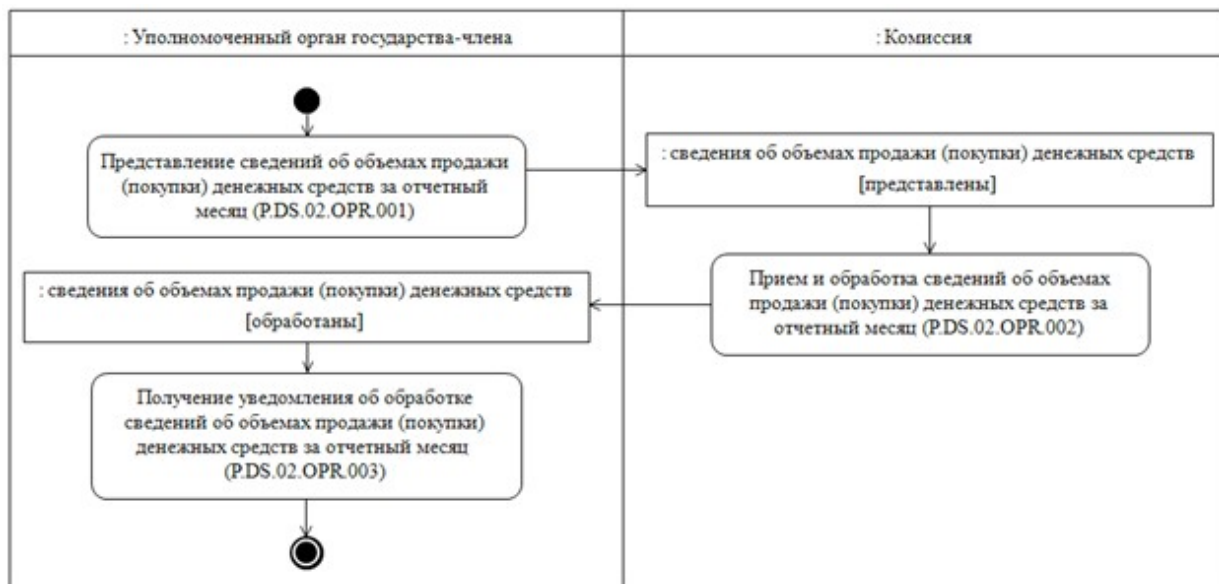 : Уполномоченный орган государства-члена
: Комиссия
Представление сведений об объемах продажи
(покупки) денежных средств за отчетный
месяц (P.DS.02.OPR.001)
: сведения об объемах продажи (покупки) денежных средств
[представлены]
Прием и обработка сведений об объемах
продажи (покупки) денежных средств за
отчетный месяц (P.DS.02.OPR.002)
: сведения об объемах продажи (покупки) денежных средств
[обработаны]
Получение уведомления об обработке
сведений об объемах продажи (покупки)
денежных средств за отчетный месяц
(P.DS.02.OPR.003)